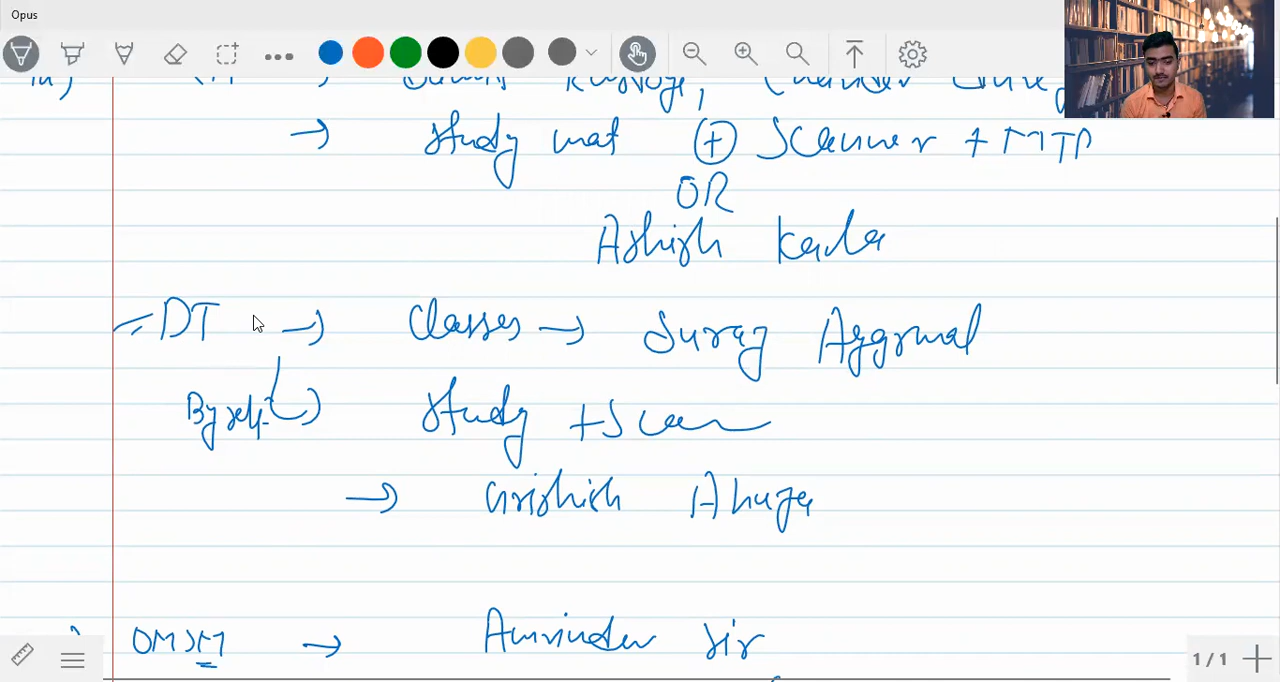 Opus
→ Study mat ⊕ Scanner + MTP
OR
Ashish Kalra
DT → Classes → Suraj Aggrwal
By self → Study + Scan
→ Grishish Ahuja
OMSM → Amrinder Sir
1 / 1